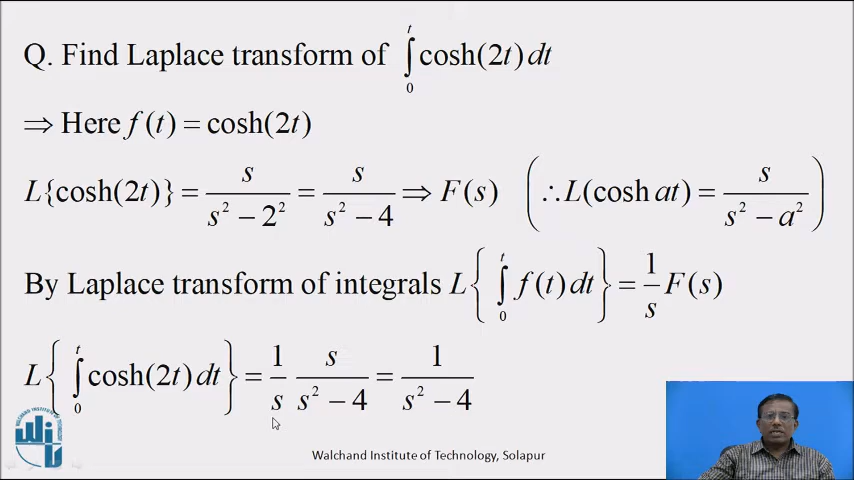 Q. Find Laplace transform of ∫₀ᵗ cosh(2t) dt
⇒ Here f(t) = cosh(2t)
L{cosh(2t)} = s/(s² − 2²) = s/(s² − 4) ⇒ F(s) (∴ L(cosh at) = s/(s² − a²))
By Laplace transform of integrals L{∫₀ᵗ f(t) dt} = 1/s F(s)
L{∫₀ᵗ cosh(2t) dt} = 1/s s/(s² − 4) = 1/(s² − 4)
WIT
Walchand Institute of Technology, Solapur